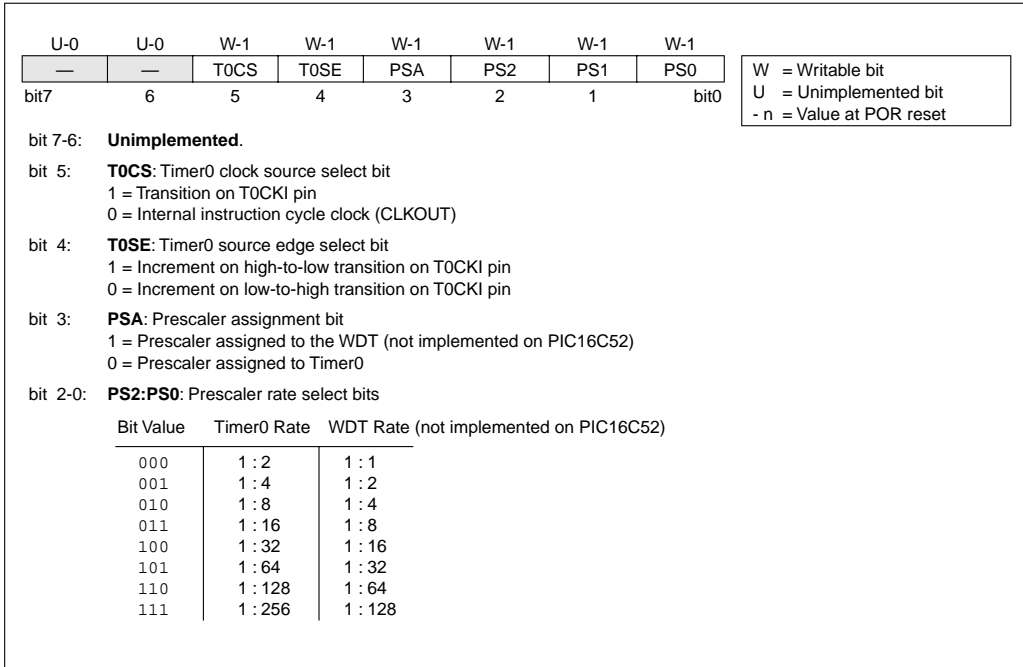 U-0 U-0 W-1 W-1 W-1 W-1 W-1 W-1
— — T0CS T0SE PSA PS2 PS1 PS0
bit7 6 5 4 3 2 1 bit0
W = Writable bit
U = Unimplemented bit
- n = Value at POR reset
bit 7-6: Unimplemented.
bit 5: T0CS: Timer0 clock source select bit
1 = Transition on T0CKI pin
0 = Internal instruction cycle clock (CLKOUT)
bit 4: T0SE: Timer0 source edge select bit
1 = Increment on high-to-low transition on T0CKI pin
0 = Increment on low-to-high transition on T0CKI pin
bit 3: PSA: Prescaler assignment bit
1 = Prescaler assigned to the WDT (not implemented on PIC16C52)
0 = Prescaler assigned to Timer0
bit 2-0: PS2:PS0: Prescaler rate select bits
Bit Value Timer0 Rate WDT Rate (not implemented on PIC16C52)
000 1 : 2 1 : 1
001 1 : 4 1 : 2
010 1 : 8 1 : 4
011 1 : 16 1 : 8
100 1 : 32 1 : 16
101 1 : 64 1 : 32
110 1 : 128 1 : 64
111 1 : 256 1 : 128